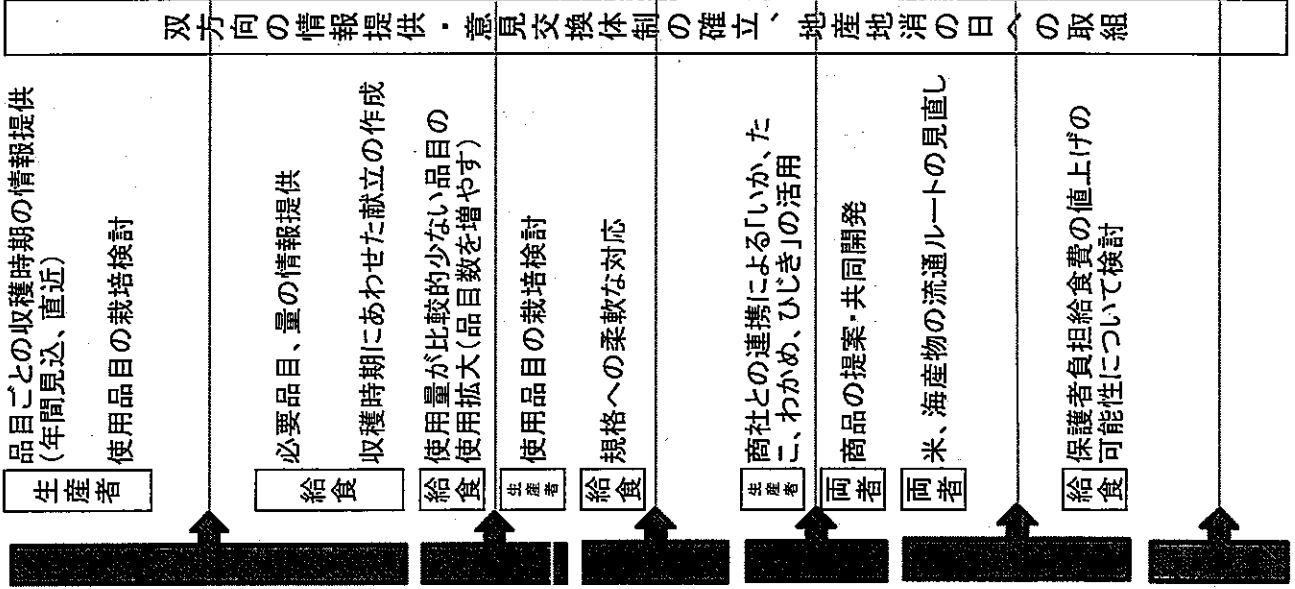 生産者
品目ごとの収穫時期の情報提供
(年間見込、直近)
使用品目の栽培検討
給食
必要品目、量の情報提供
収穫時期にあわせた献立の作成
給食
使用量が比較的少ない品目の
使用拡大(品目数を増やす)
生産者
使用品目の栽培検討
給食
規格への柔軟な対応
生産者
商社との連携による「いか、た
こ、わかめ、ひじき」の活用
両者
商品の提案・共同開発
両者
米、海産物の流通ルートの見直し
給食
保護者負担給食費の値上げの
可能性について検討
双方向の情報提供・意見交換体制の確立、地産地消の日への取組